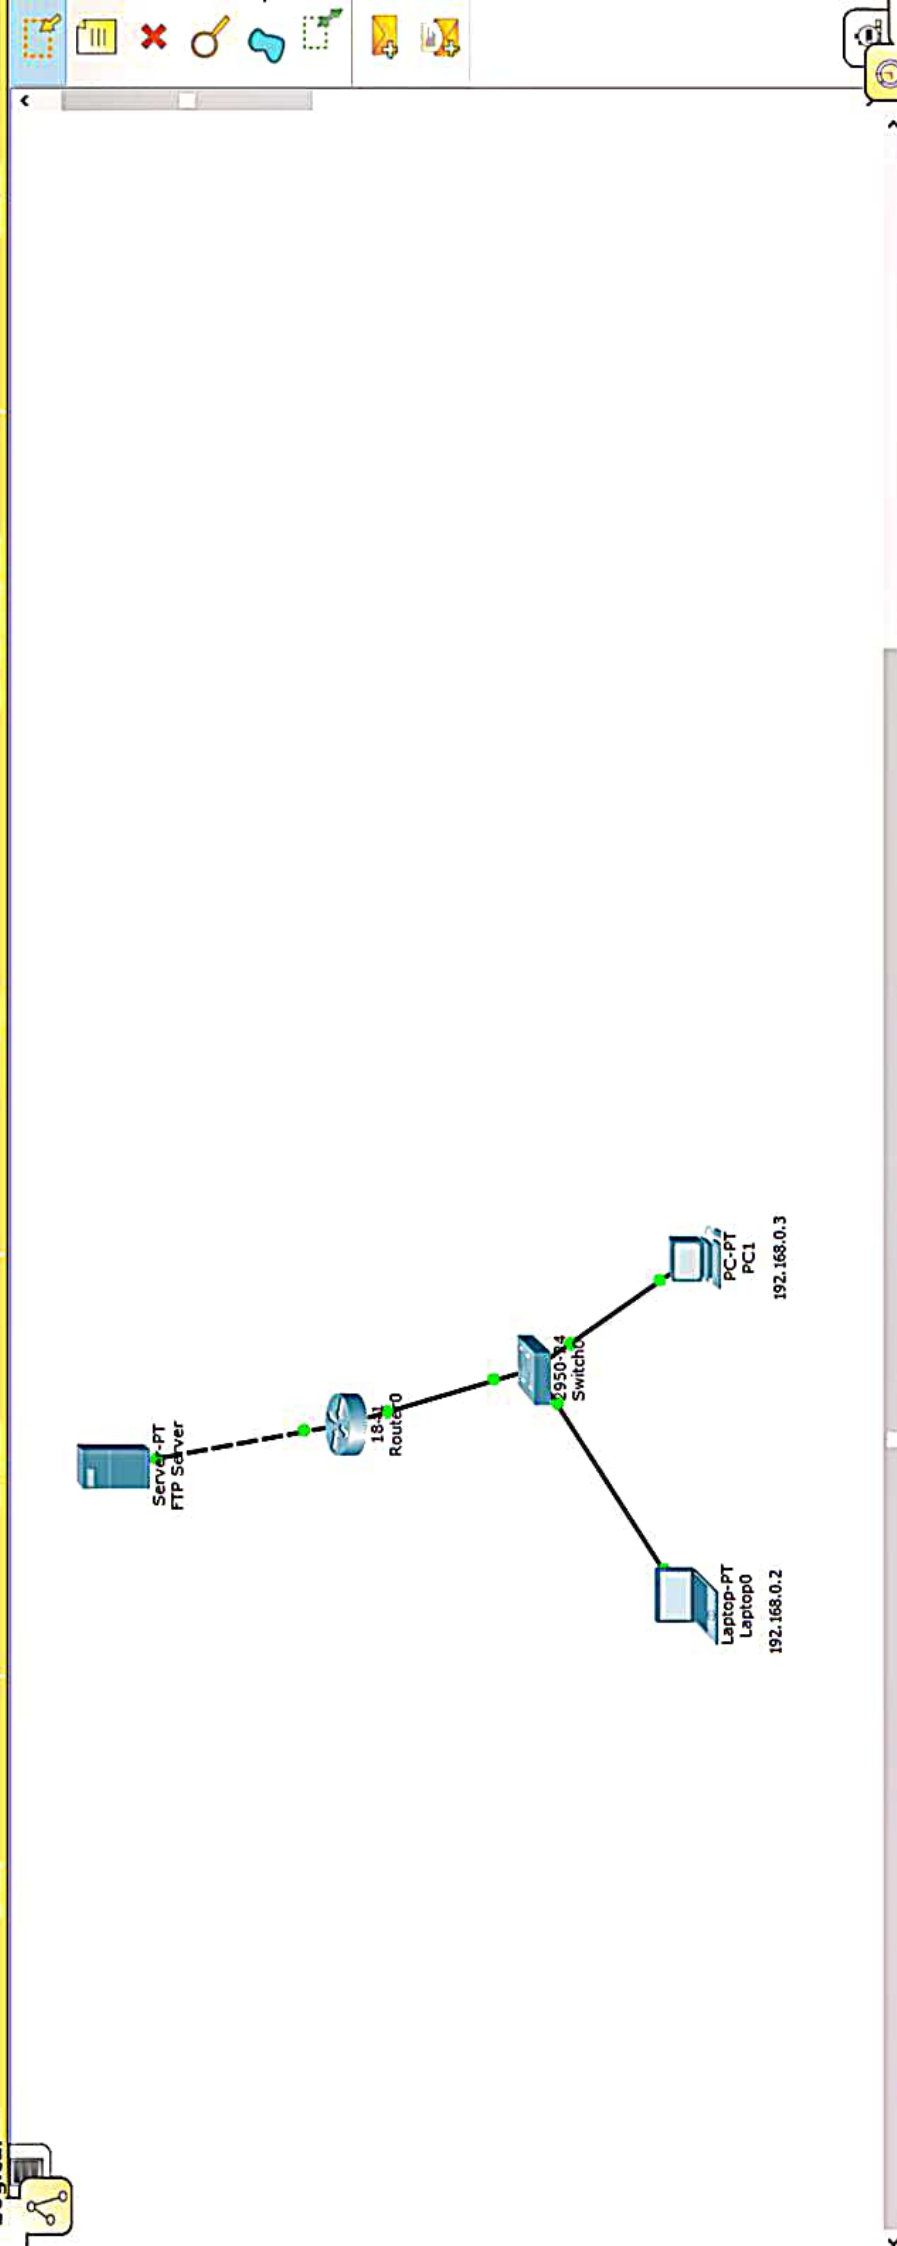 Server-PT
FTP Server
Router0
2950-24
Switch0
PC-PT
PC1
192.168.0.3
Laptop-PT
Laptop0
192.168.0.2